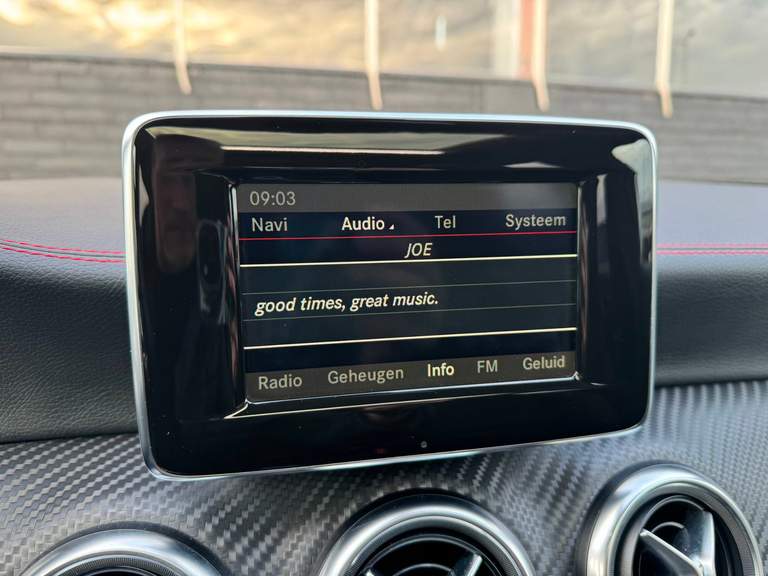 09:03
Navi Audio Tel Systeem
JOE
good times, great music.
Radio Geheugen Info FM Geluid